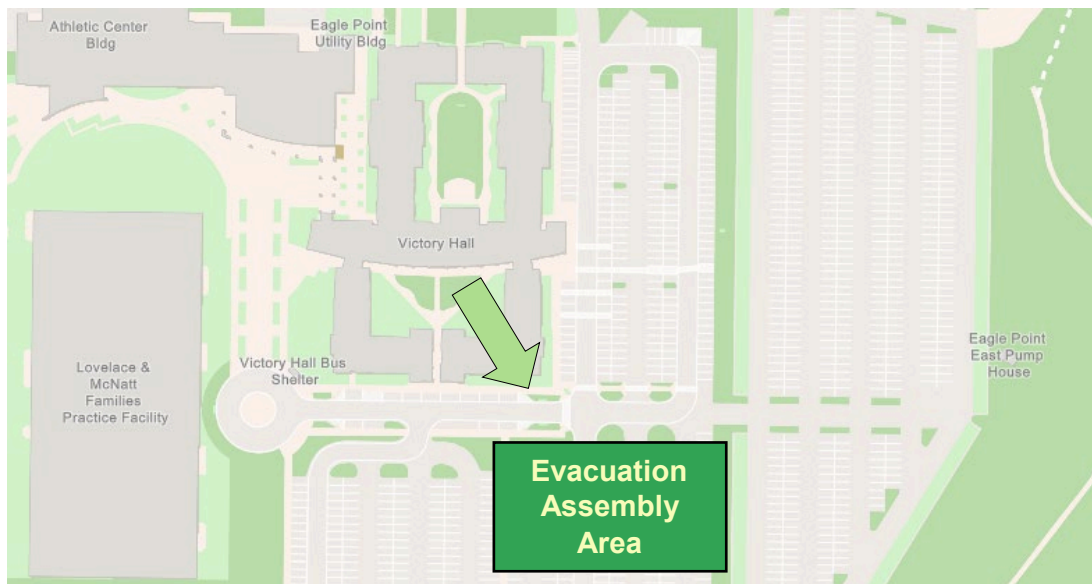 Athletic Center
Bldg
Eagle Point
Utility Bldg
Victory Hall
Victory Hall Bus
Shelter
Lovelace &
McNatt
Families
Practice Facility
Eagle Point
East Pump
House
Evacuation
Assembly
Area